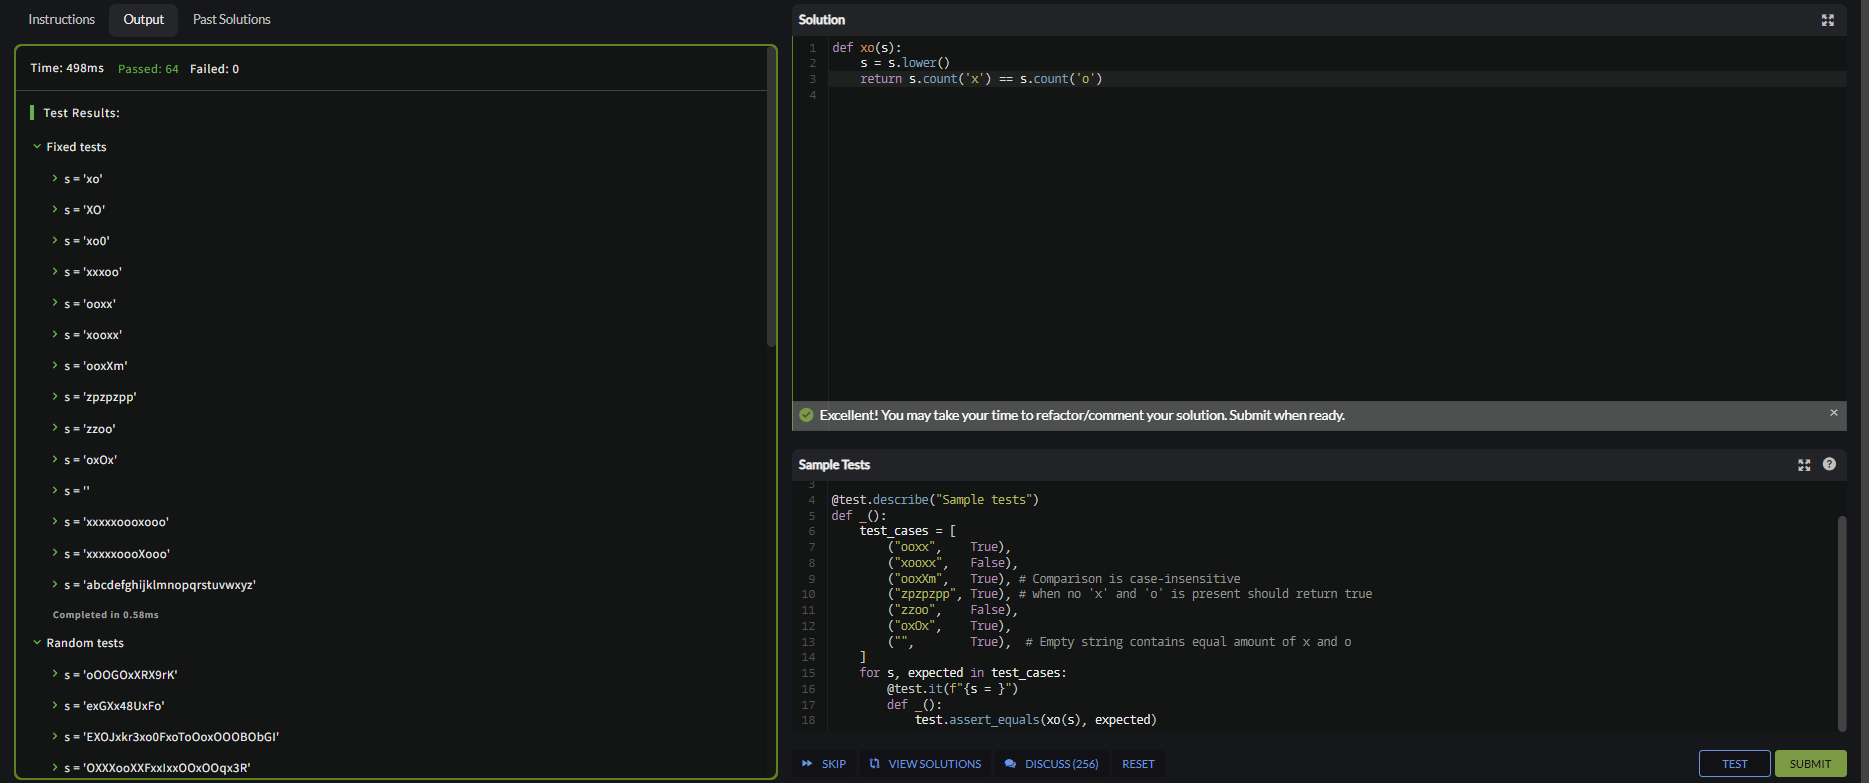 Instructions Output Past Solutions
Time: 498ms Passed: 64 Failed: 0
Test Results:
Fixed tests
s = 'xo'
s = 'XO'
s = 'xo0'
s = 'xxxoo'
s = 'ooxx'
s = 'xooxx'
s = 'ooxXm'
s = 'zpzpzpp'
s = 'zzoo'
s = 'oxOx'
s = ''
s = 'xxxxxoooxooo'
s = 'xxxxxoooXooo'
s = 'abcdefghijklmnopqrstuvwxyz'
Completed in 0.58ms
Random tests
s = 'oOOGOxXRX9rK'
s = 'exGXx48UxFo'
s = 'EXOJxkr3xo0FxoToOoxOOOBObGI'
s = 'OXXXooXXFxxIxxOOxOOqx3R'
Solution
1 def xo(s):
2 s = s.lower()
3 return s.count('x') == s.count('o')
4
Excellent! You may take your time to refactor/comment your solution. Submit when ready.
Sample Tests
3
4 @test.describe("Sample tests")
5 def _():
6 test_cases = [
7 ("ooxx", True),
8 ("xooxx", False),
9 ("ooxXm", True), # Comparison is case-insensitive
10 ("zpzpzpp", True), # when no 'x' and 'o' is present should return true
11 ("zzoo", False),
12 ("oxOx", True),
13 ("", True), # Empty string contains equal amount of x and o
14 ]
15 for s, expected in test_cases:
16 @test.it(f"{s = }")
17 def _():
18 test.assert_equals(xo(s), expected)
SKIP VIEW SOLUTIONS DISCUSS (256) RESET TEST SUBMIT